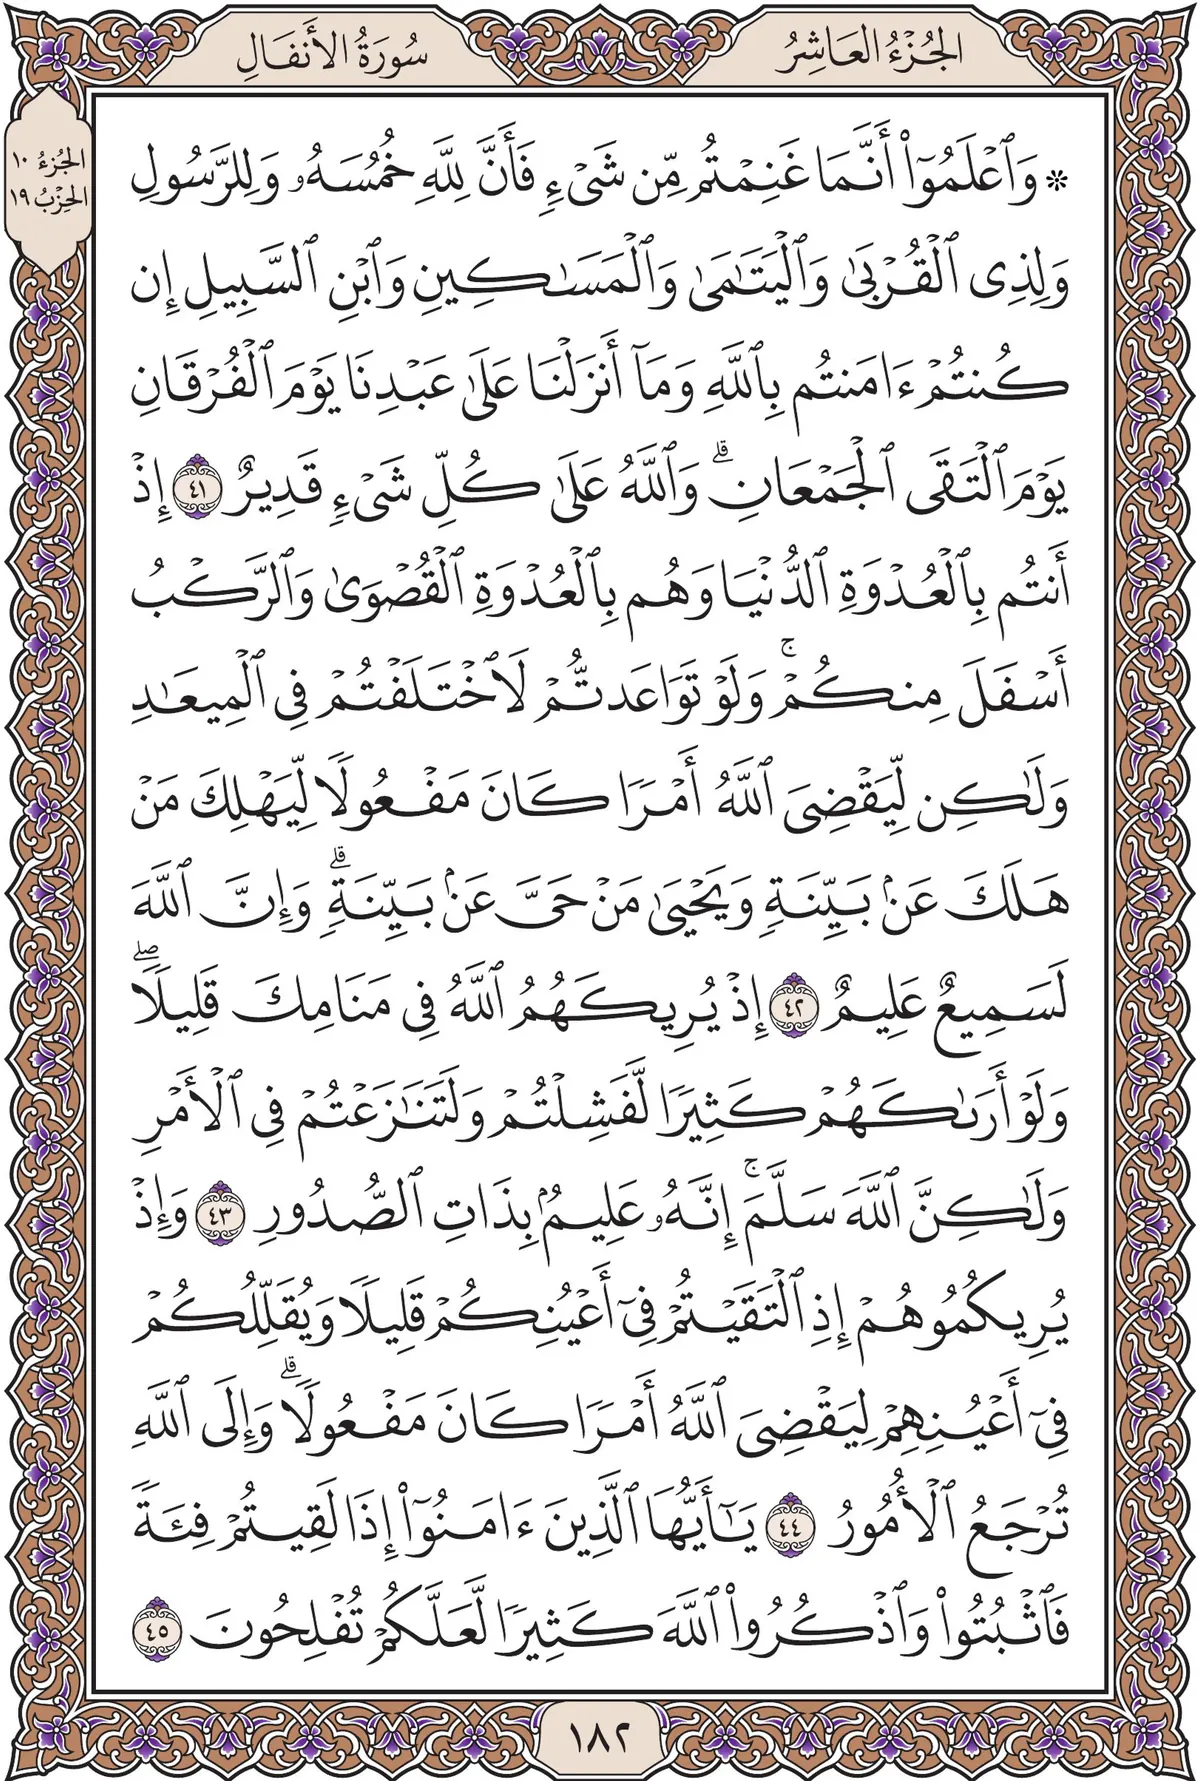 الجُزْءُ العَاشِرُ
سُورَةُ الأَنفَالِ
الجُزءُ ١٠
الحِزْبُ ١٩
۞ وَٱعۡلَمُوٓاْ أَنَّمَا غَنِمۡتُم مِّن شَىۡءٖ فَأَنَّ لِلَّهِ خُمُسَهُۥ وَلِلرَّسُولِ
وَلِذِى ٱلۡقُرۡبَىٰ وَٱلۡيَتَٰمَىٰ وَٱلۡمَسَٰكِينِ وَٱبۡنِ ٱلسَّبِيلِ إِن
كُنتُمۡ ءَامَنتُم بِٱللَّهِ وَمَآ أَنزَلۡنَا عَلَىٰ عَبۡدِنَا يَوۡمَ ٱلۡفُرۡقَانِ
يَوۡمَ ٱلۡتَقَى ٱلۡجَمۡعَانِۗ وَٱللَّهُ عَلَىٰ كُلِّ شَىۡءٖ قَدِيرٌ ٤١ إِذۡ
أَنتُم بِٱلۡعُدۡوَةِ ٱلدُّنۡيَا وَهُم بِٱلۡعُدۡوَةِ ٱلۡقُصۡوَىٰ وَٱلرَّكۡبُ
أَسۡفَلَ مِنكُمۡۚ وَلَوۡ تَوَاعَدتُّمۡ لَٱخۡتَلَفۡتُمۡ فِى ٱلۡمِيعَٰدِ
وَلَٰكِن لِّيَقۡضِىَ ٱللَّهُ أَمۡرٗا كَانَ مَفۡعُولٗا لِّيَهۡلِكَ مَنۡ
هَلَكَ عَنۢ بَيِّنَةٖ وَيَحۡيَىٰ مَنۡ حَىَّ عَنۢ بَيِّنَةٖۗ وَإِنَّ ٱللَّهَ
لَسَمِيعٌ عَلِيمٌ ٤٢ إِذۡ يُرِيكَهُمُ ٱللَّهُ فِى مَنَامِكَ قَلِيلٗاۖ
وَلَوۡ أَرَىٰكَهُمۡ كَثِيرٗا لَّفَشِلۡتُمۡ وَلَتَنَٰزَعۡتُمۡ فِى ٱلۡأَمۡرِ
وَلَٰكِنَّ ٱللَّهَ سَلَّمَۚ إِنَّهُۥ عَلِيمُۢ بِذَاتِ ٱلصُّدُورِ ٤٣ وَإِذۡ
يُرِيكُمُوهُمۡ إِذِ ٱلۡتَقَيۡتُمۡ فِىٓ أَعۡيُنِكُمۡ قَلِيلٗا وَيُقَلِّلُكُمۡ
فِىٓ أَعۡيُنِهِمۡ لِيَقۡضِىَ ٱللَّهُ أَمۡرٗا كَانَ مَفۡعُولٗاۗ وَإِلَى ٱللَّهِ
تُرۡجَعُ ٱلۡأُمُورُ ٤٤ يَٰٓأَيُّهَا ٱلَّذِينَ ءَامَنُوٓاْ إِذَا لَقِيتُمۡ فِئَةٗ
فَٱثۡبُتُواْ وَٱذۡكُرُواْ ٱللَّهَ كَثِيرٗا لَّعَلَّكُمۡ تُفۡلِحُونَ ٤٥
١٨٢